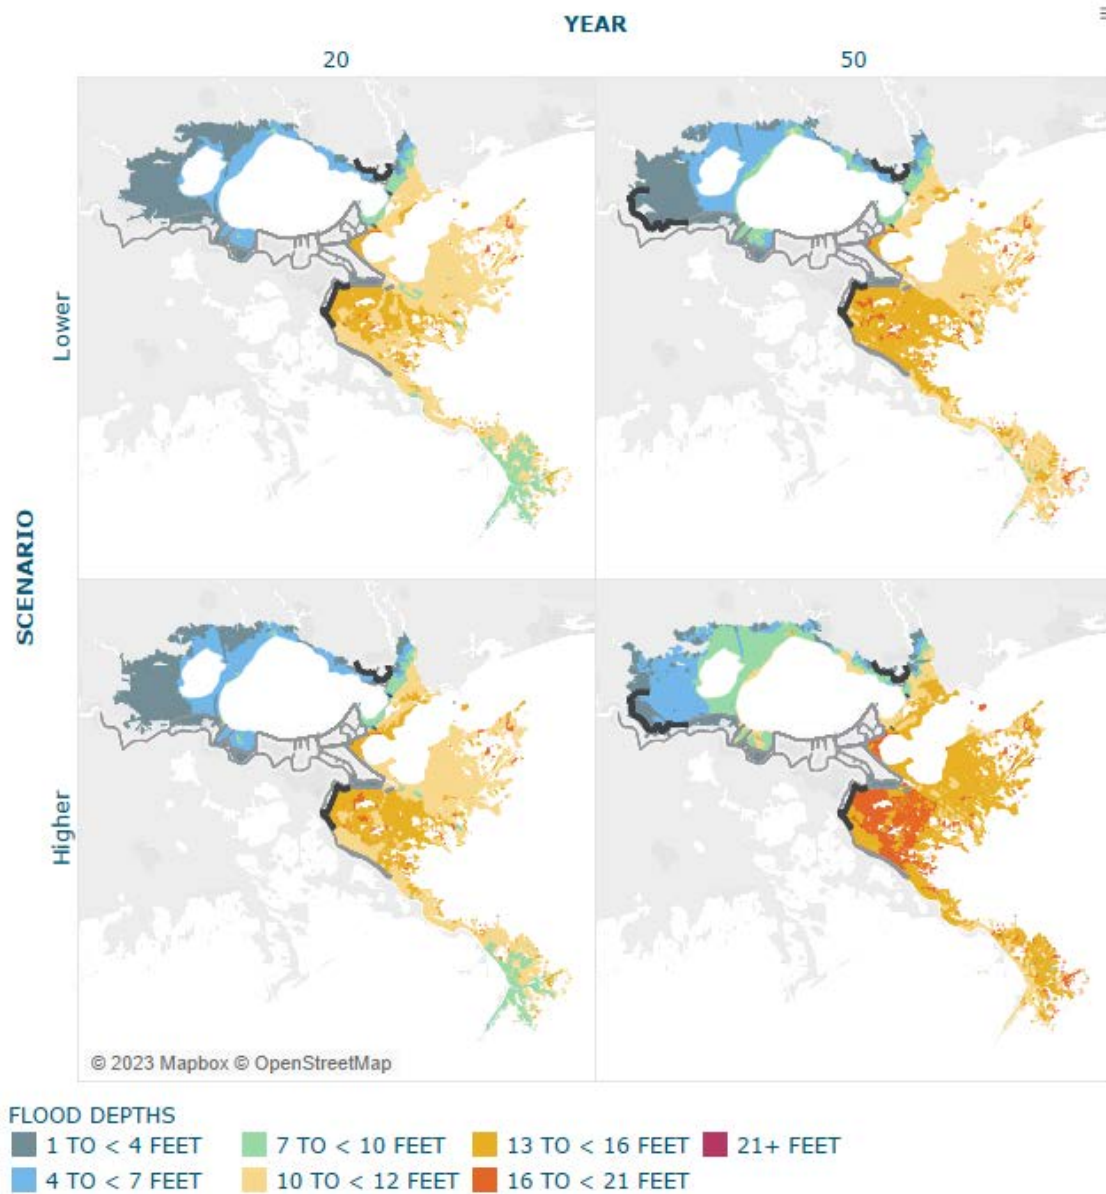 YEAR
20
50
SCENARIO
Lower
Higher
© 2023 Mapbox © OpenStreetMap
FLOOD DEPTHS
1 TO < 4 FEET
7 TO < 10 FEET
13 TO < 16 FEET
21+ FEET
4 TO < 7 FEET
10 TO < 12 FEET
16 TO < 21 FEET